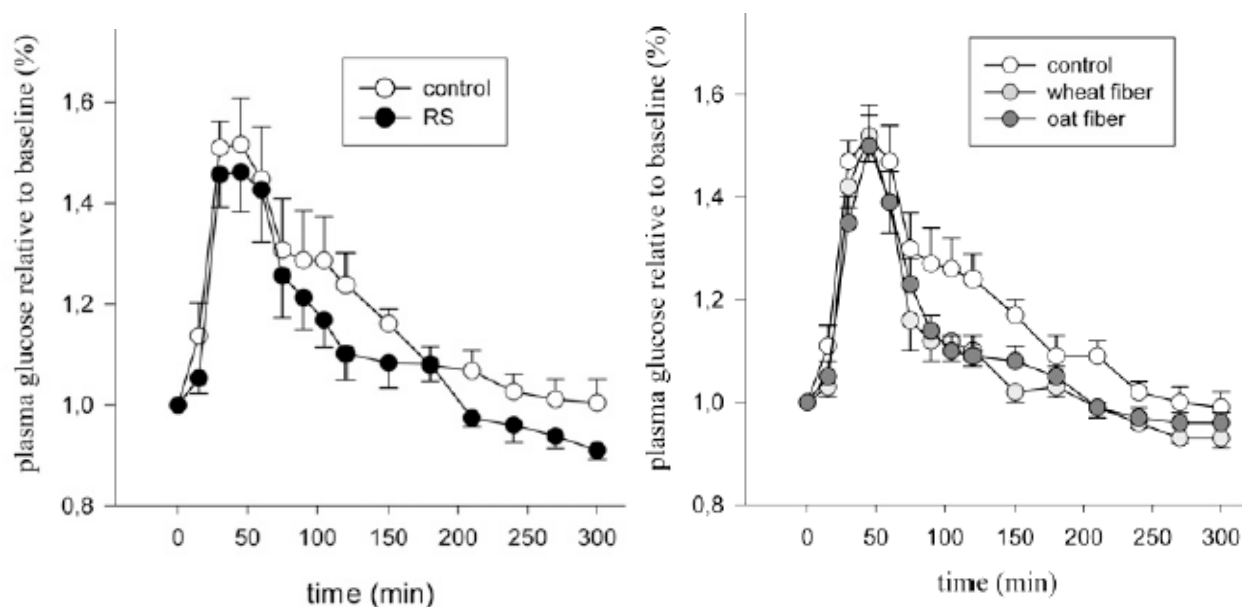 plasma glucose relative to baseline (%)
1,6
1,4
1,2
1.0
0,8
control
RS
0 50 100 150 200 250 300
time (min)
plasma glucose relative to baseline (%)
1,6
1,4
1,2
1.0
0,8
control
wheat fiber
oat fiber
0 50 100 150 200 250 300
time (min)